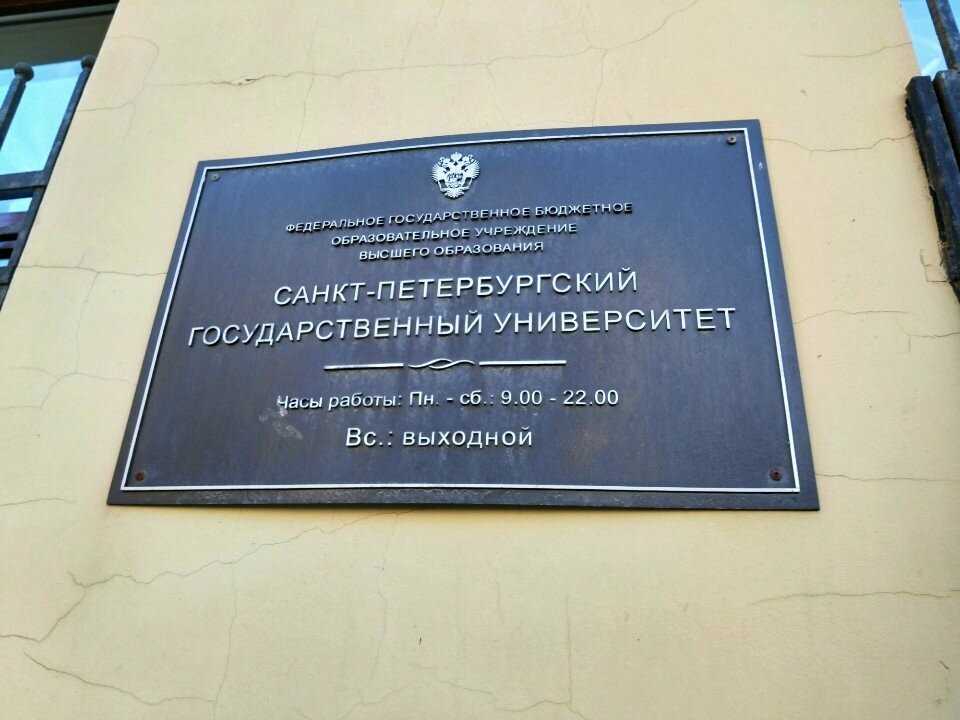 ФЕДЕРАЛЬНОЕ ГОСУДАРСТВЕННОЕ БЮДЖЕТНОЕ
ОБРАЗОВАТЕЛЬНОЕ УЧРЕЖДЕНИЕ
ВЫСШЕГО ОБРАЗОВАНИЯ
САНКТ-ПЕТЕРБУРГСКИЙ
ГОСУДАРСТВЕННЫЙ УНИВЕРСИТЕТ
Часы работы: Пн. - сб.: 9.00 - 22.00
Вс.: выходной